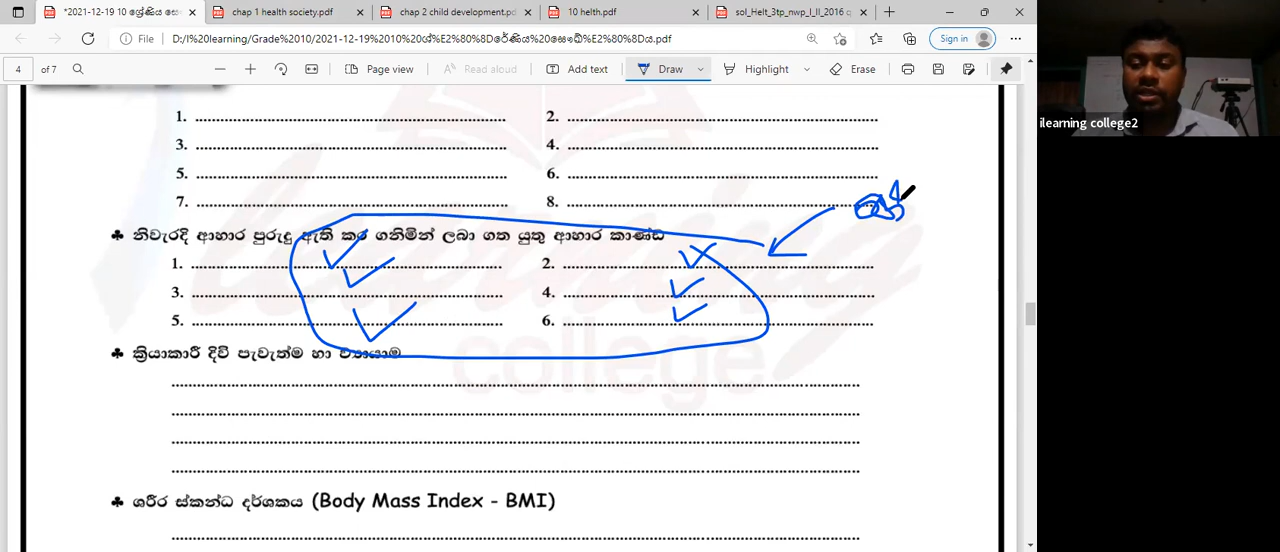 *2021-12-19 10 ශ්‍රේණිය සෞ
chap 1 health society.pdf
chap 2 child development.pd
10 helth.pdf
sol_Helt_3tp_nwp_I_II_2016 q
File
D:/I%20learning/Grade%2010/2021-12-19%2010%20ශ්%E2%80%8Dරේණිය%20සෞඛ්%E2%80%8Dය.pdf
Sign in
4 of 7
Page view
Read aloud
Add text
Draw
Highlight
Erase
ilearning college2
1. ........................................ 2. ........................................
3. ........................................ 4. ........................................
5. ........................................ 6. ........................................
7. ........................................ 8. ........................................
♣ නිවැරදි ආහාර පුරුදු ඇති කර ගනිමින් ලබා ගත යුතු ආහාර කාණ්ඩ
1. ........................................ 2. ........................................
3. ........................................ 4. ........................................
5. ........................................ 6. ........................................
♣ ක්‍රියාකාරී දිවි පැවැත්ම හා ව්‍යායාම
♣ ශරීර ස්කන්ධ දර්ශකය (Body Mass Index - BMI)
learning
college